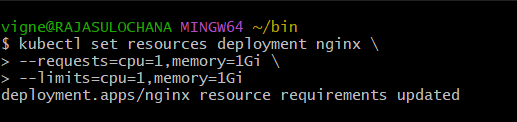 vigne@RAJASULOCHANA MINGW64 ~/bin
$ kubectl set resources deployment nginx \
> --requests=cpu=1,memory=1Gi \
> --limits=cpu=1,memory=1Gi
deployment.apps/nginx resource requirements updated